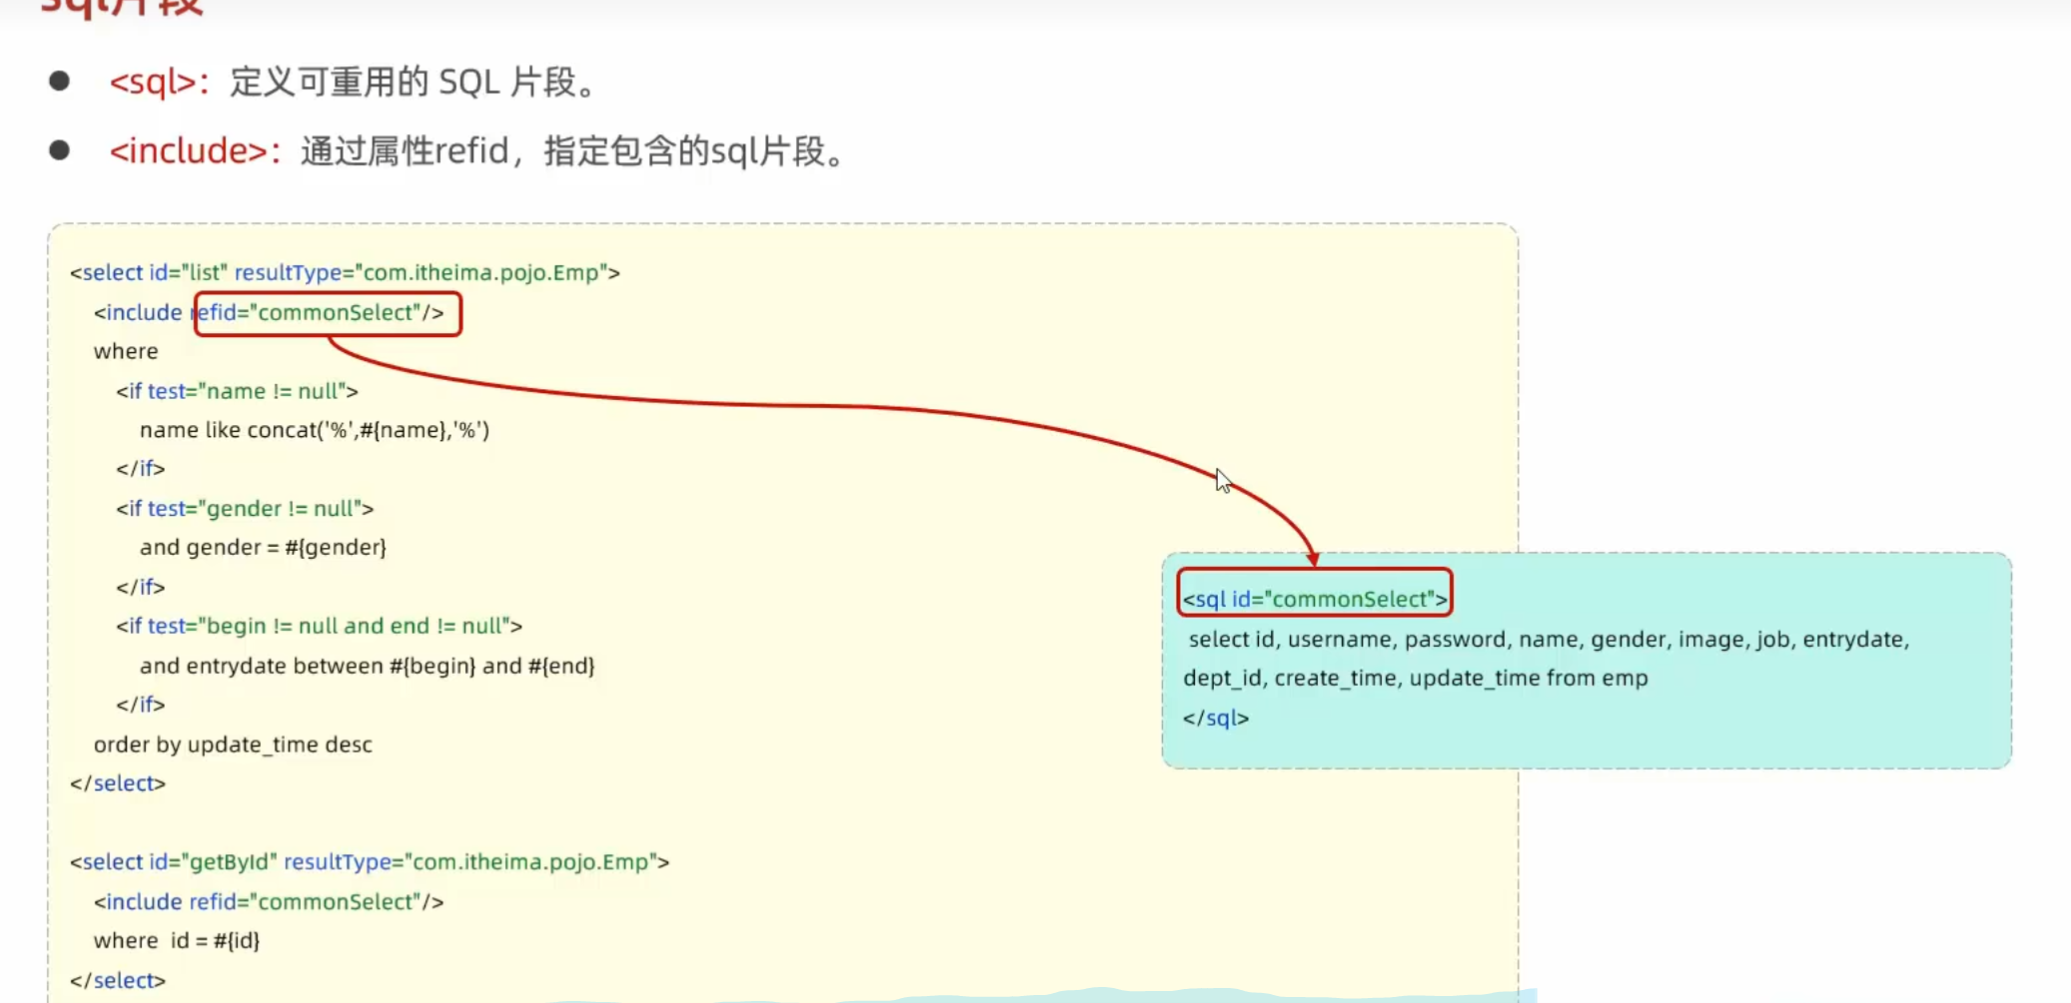 sql片段
● <sql>：定义可重用的 SQL 片段。
● <include>：通过属性refid，指定包含的sql片段。
<select id="list" resultType="com.itheima.pojo.Emp">
<include refid="commonSelect"/>
where
<if test="name != null">
name like concat('%',#{name},'%')
</if>
<if test="gender != null">
and gender = #{gender}
</if>
<if test="begin != null and end != null">
and entrydate between #{begin} and #{end}
</if>
order by update_time desc
</select>
<select id="getById" resultType="com.itheima.pojo.Emp">
<include refid="commonSelect"/>
where  id = #{id}
</select>
<sql id="commonSelect">
select id, username, password, name, gender, image, job, entrydate,
dept_id, create_time, update_time from emp
</sql>